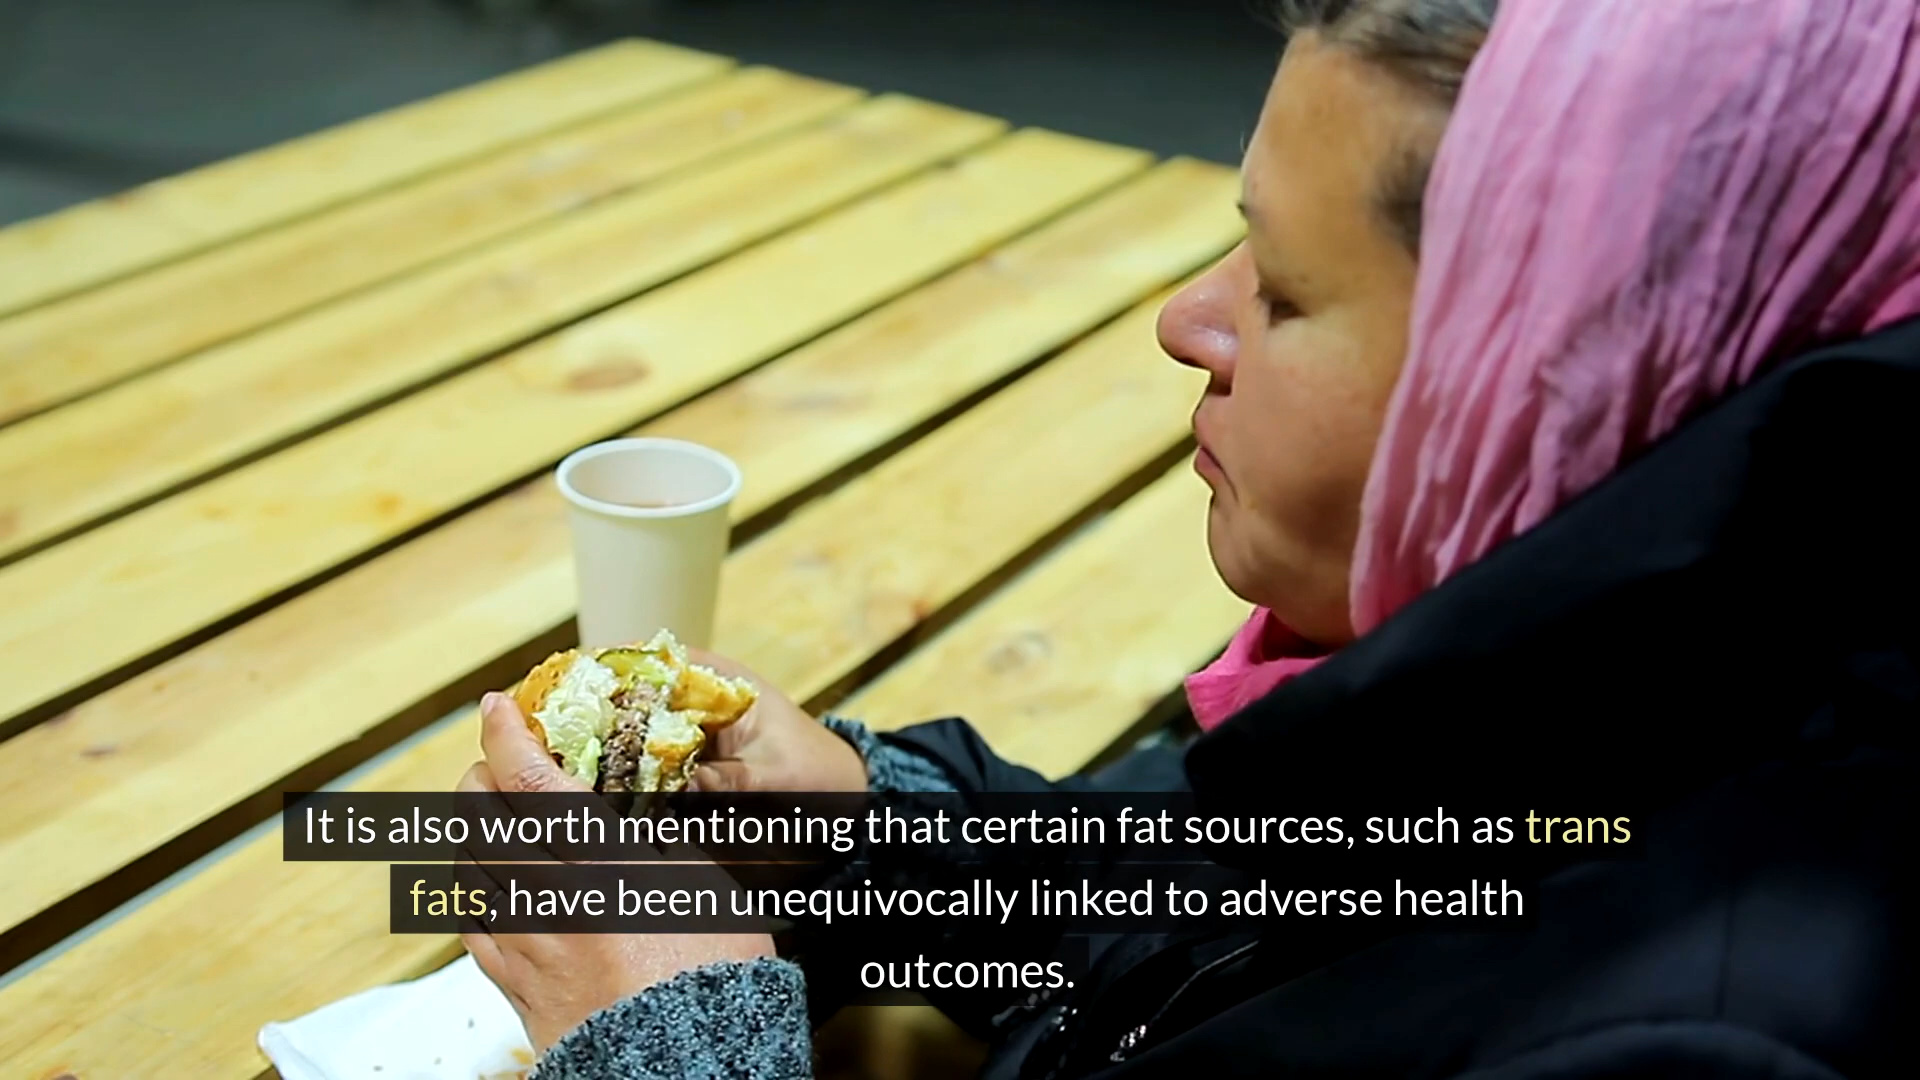 It is also worth mentioning that certain fat sources, such as trans
fats, have been unequivocally linked to adverse health
outcomes.